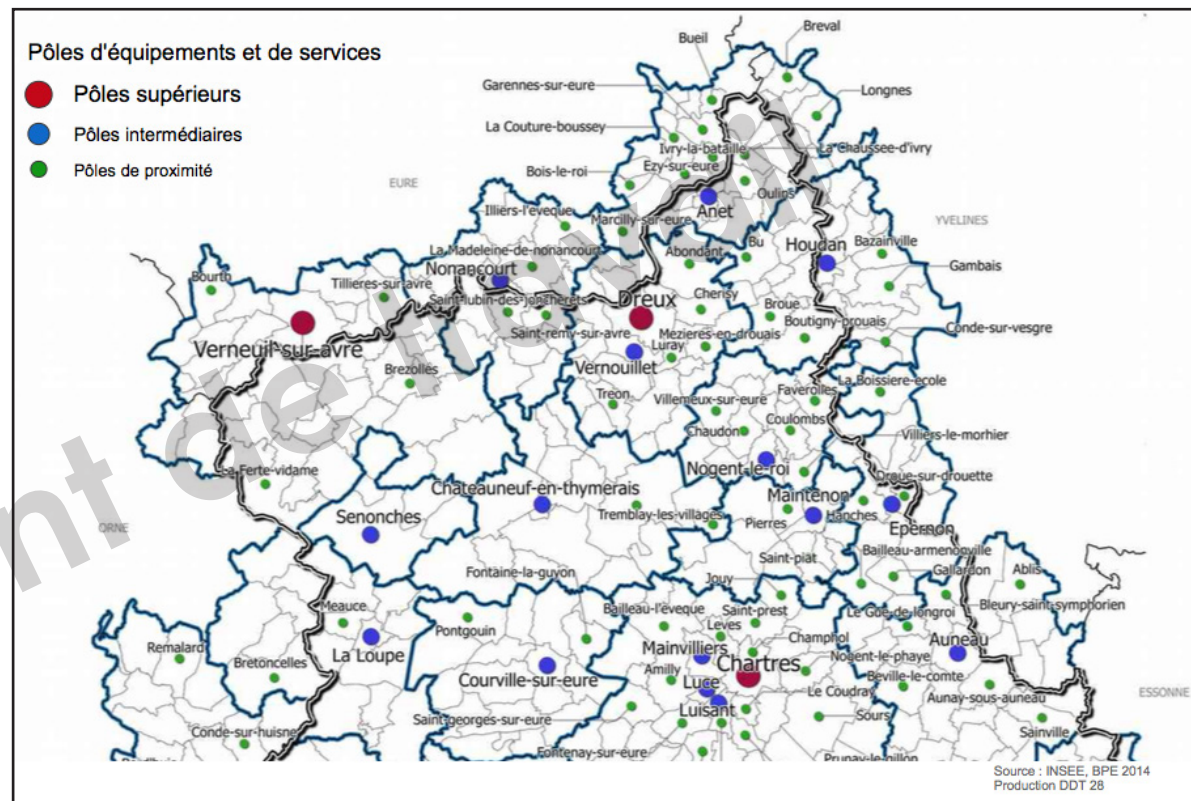 Pôles d'équipements et de services
Pôles supérieurs
Pôles intermédiaires
Pôles de proximité
Breval
Bueil
Garennes-sur-eure
Longnes
La Couture-boussey
Ivry-la-bataille
La Chaussee-d'ivry
Bois-le-roi
Ezy-sur-eure
EURE
Oulins
Anet
Illiers-l'eveque
Marcilly-sur-eure
YVELINES
La Madeleine-de-nonancourt
Abondant
Bu
Houdan
Bazainville
Nonancourt
Gambais
Bourth
Tillieres-sur-avre
Saint-lubin-des-joncherets
Dreux
Cherisy
Broue
Saint-remy-sur-avre
Mezieres-en-drouais
Boutigny-prouais
Conde-sur-vesgre
Verneuil-sur-avre
Luray
Brezolles
Vernouillet
La Boissiere-ecole
Treon
Villemeux-sur-eure
Faverolles
Coulombs
Chaudon
Villiers-le-morhier
La Ferte-vidame
Nogent-le-roi
Droue-sur-drouette
Chateauneuf-en-thymerais
Maintenon
Senonches
Tremblay-les-villages
Pierres
Hanches
Epernon
ORNE
Saint-piat
Bailleau-armenonville
Fontaine-la-guyon
Jouy
Gallardon
Ablis
Meauce
Bailleau-l'eveque
Saint-prest
Le Gue-de-longroi
Bleury-saint-symphorien
Pontgouin
Leves
Remalard
Mainvilliers
Champhol
Auneau
La Loupe
Bretoncelles
Chartres
Nogent-le-phaye
Courville-sur-eure
Amilly
Luce
Beville-le-comte
Le Coudray
Aunay-sous-auneau
ESSONNE
Luisant
Saint-georges-sur-eure
Sours
Conde-sur-huisne
Sainville
Fontenay-sur-eure
Prunay-le-gillon
Source : INSEE, BPE 2014
Production DDT 28
nt de travail